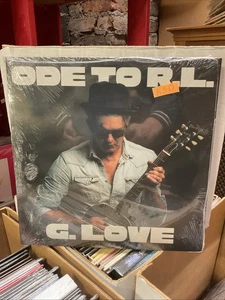 ODE TO R.L.
G. LOVE